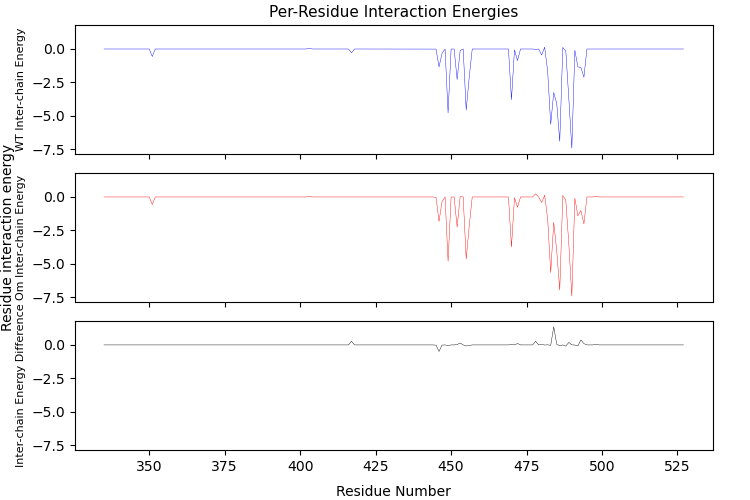 Per-Residue Interaction Energies
Residue interaction energy
WT Inter-chain Energy
0.0
−2.5
−5.0
−7.5
Om Inter-chain Energy
0.0
−2.5
−5.0
−7.5
Inter-chain Energy Difference
0.0
−2.5
−5.0
−7.5
350 375 400 425 450 475 500 525
Residue Number